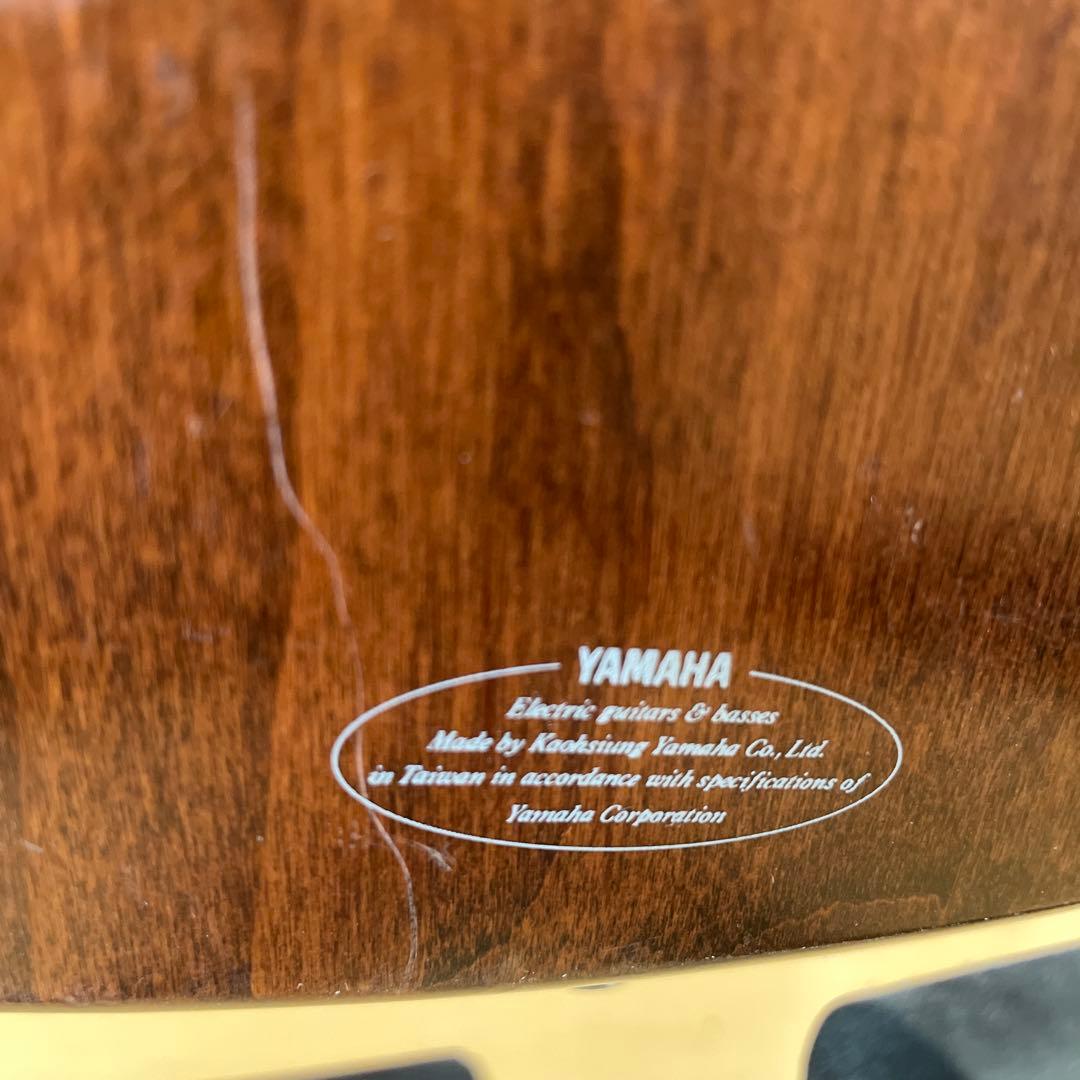 YAMAHA
Electric guitars & basses
Made by Kaohsiung Yamaha Co., Ltd.
in Taiwan in accordance with specifications of
Yamaha Corporation